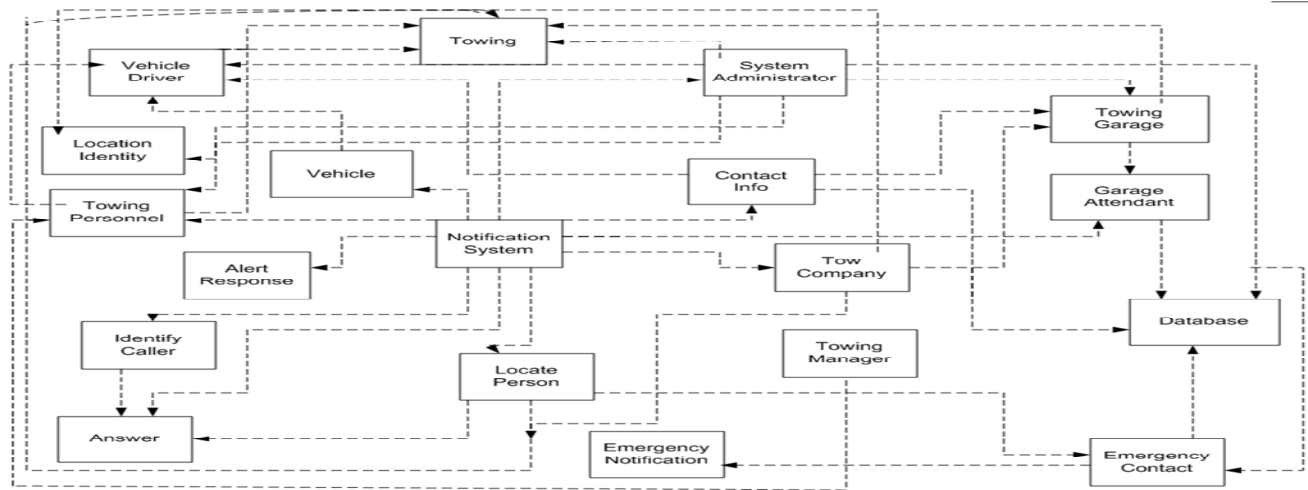 Towing
Vehicle
Driver
System
Administrator
Towing
Garage
Location
Identity
Vehicle
Contact
Info
Towing
Personnel
Garage
Attendant
Notification
System
Alert
Response
Tow
Company
Database
Identify
Caller
Towing
Manager
Locate
Person
Answer
Emergency
Notification
Emergency
Contact